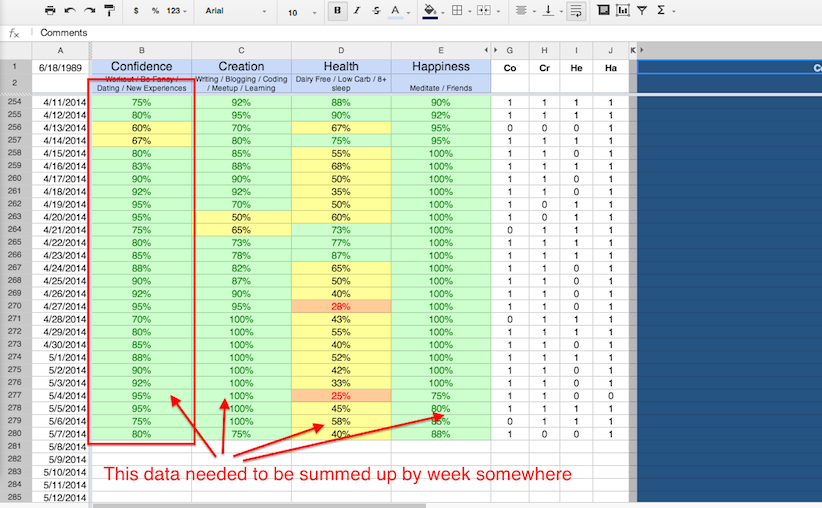 $ % 123 Arial 10 B I S A Σ
fx Comments
A B C D E G H I J K
1 6/18/1989 Confidence Creation Health Happiness Co Cr He Ha
Workout / Be Fancy / Writing / Blogging / Coding Dairy Free / Low Carb / 8+
2 Dating / New Experiences / Meetup / Learning sleep Meditate / Friends
254 4/11/2014 75% 92% 88% 90% 1 1 1 1
255 4/12/2014 80% 95% 90% 92% 1 1 1 1
256 4/13/2014 60% 70% 67% 95% 0 0 0 1
257 4/14/2014 67% 80% 75% 95% 0 1 1 1
258 4/15/2014 80% 85% 55% 100% 1 1 0 1
259 4/16/2014 83% 88% 68% 100% 1 1 1 1
260 4/17/2014 90% 90% 50% 100% 1 1 0 1
261 4/18/2014 92% 92% 35% 100% 1 1 0 1
262 4/19/2014 95% 70% 50% 100% 1 0 1 1
263 4/20/2014 95% 50% 60% 100% 1 0 1 1
264 4/21/2014 75% 65% 73% 100% 0 1 1 1
265 4/22/2014 80% 73% 77% 100% 1 1 1 1
266 4/23/2014 85% 78% 87% 100% 1 1 1 1
267 4/24/2014 88% 82% 65% 100% 1 1 0 1
268 4/25/2014 90% 87% 50% 100% 1 1 0 1
269 4/26/2014 92% 90% 40% 100% 1 1 0 1
270 4/27/2014 95% 95% 28% 100% 1 1 0 1
271 4/28/2014 70% 100% 43% 100% 0 1 1 1
272 4/29/2014 80% 100% 55% 100% 1 1 1 1
273 4/30/2014 85% 100% 40% 100% 1 1 0 1
274 5/1/2014 88% 100% 52% 100% 1 1 1 1
275 5/2/2014 90% 100% 42% 100% 1 1 0 1
276 5/3/2014 92% 100% 33% 100% 1 1 0 1
277 5/4/2014 95% 100% 25% 75% 1 1 0 0
278 5/5/2014 95% 100% 45% 80% 1 1 1 1
279 5/6/2014 75% 100% 58% 85% 0 1 1 1
280 5/7/2014 80% 75% 40% 88% 1 0 0 1
281 5/8/2014
282 5/9/2014
283 5/10/2014
284 5/11/2014
285 5/12/2014
This data needed to be summed up by week somewhere